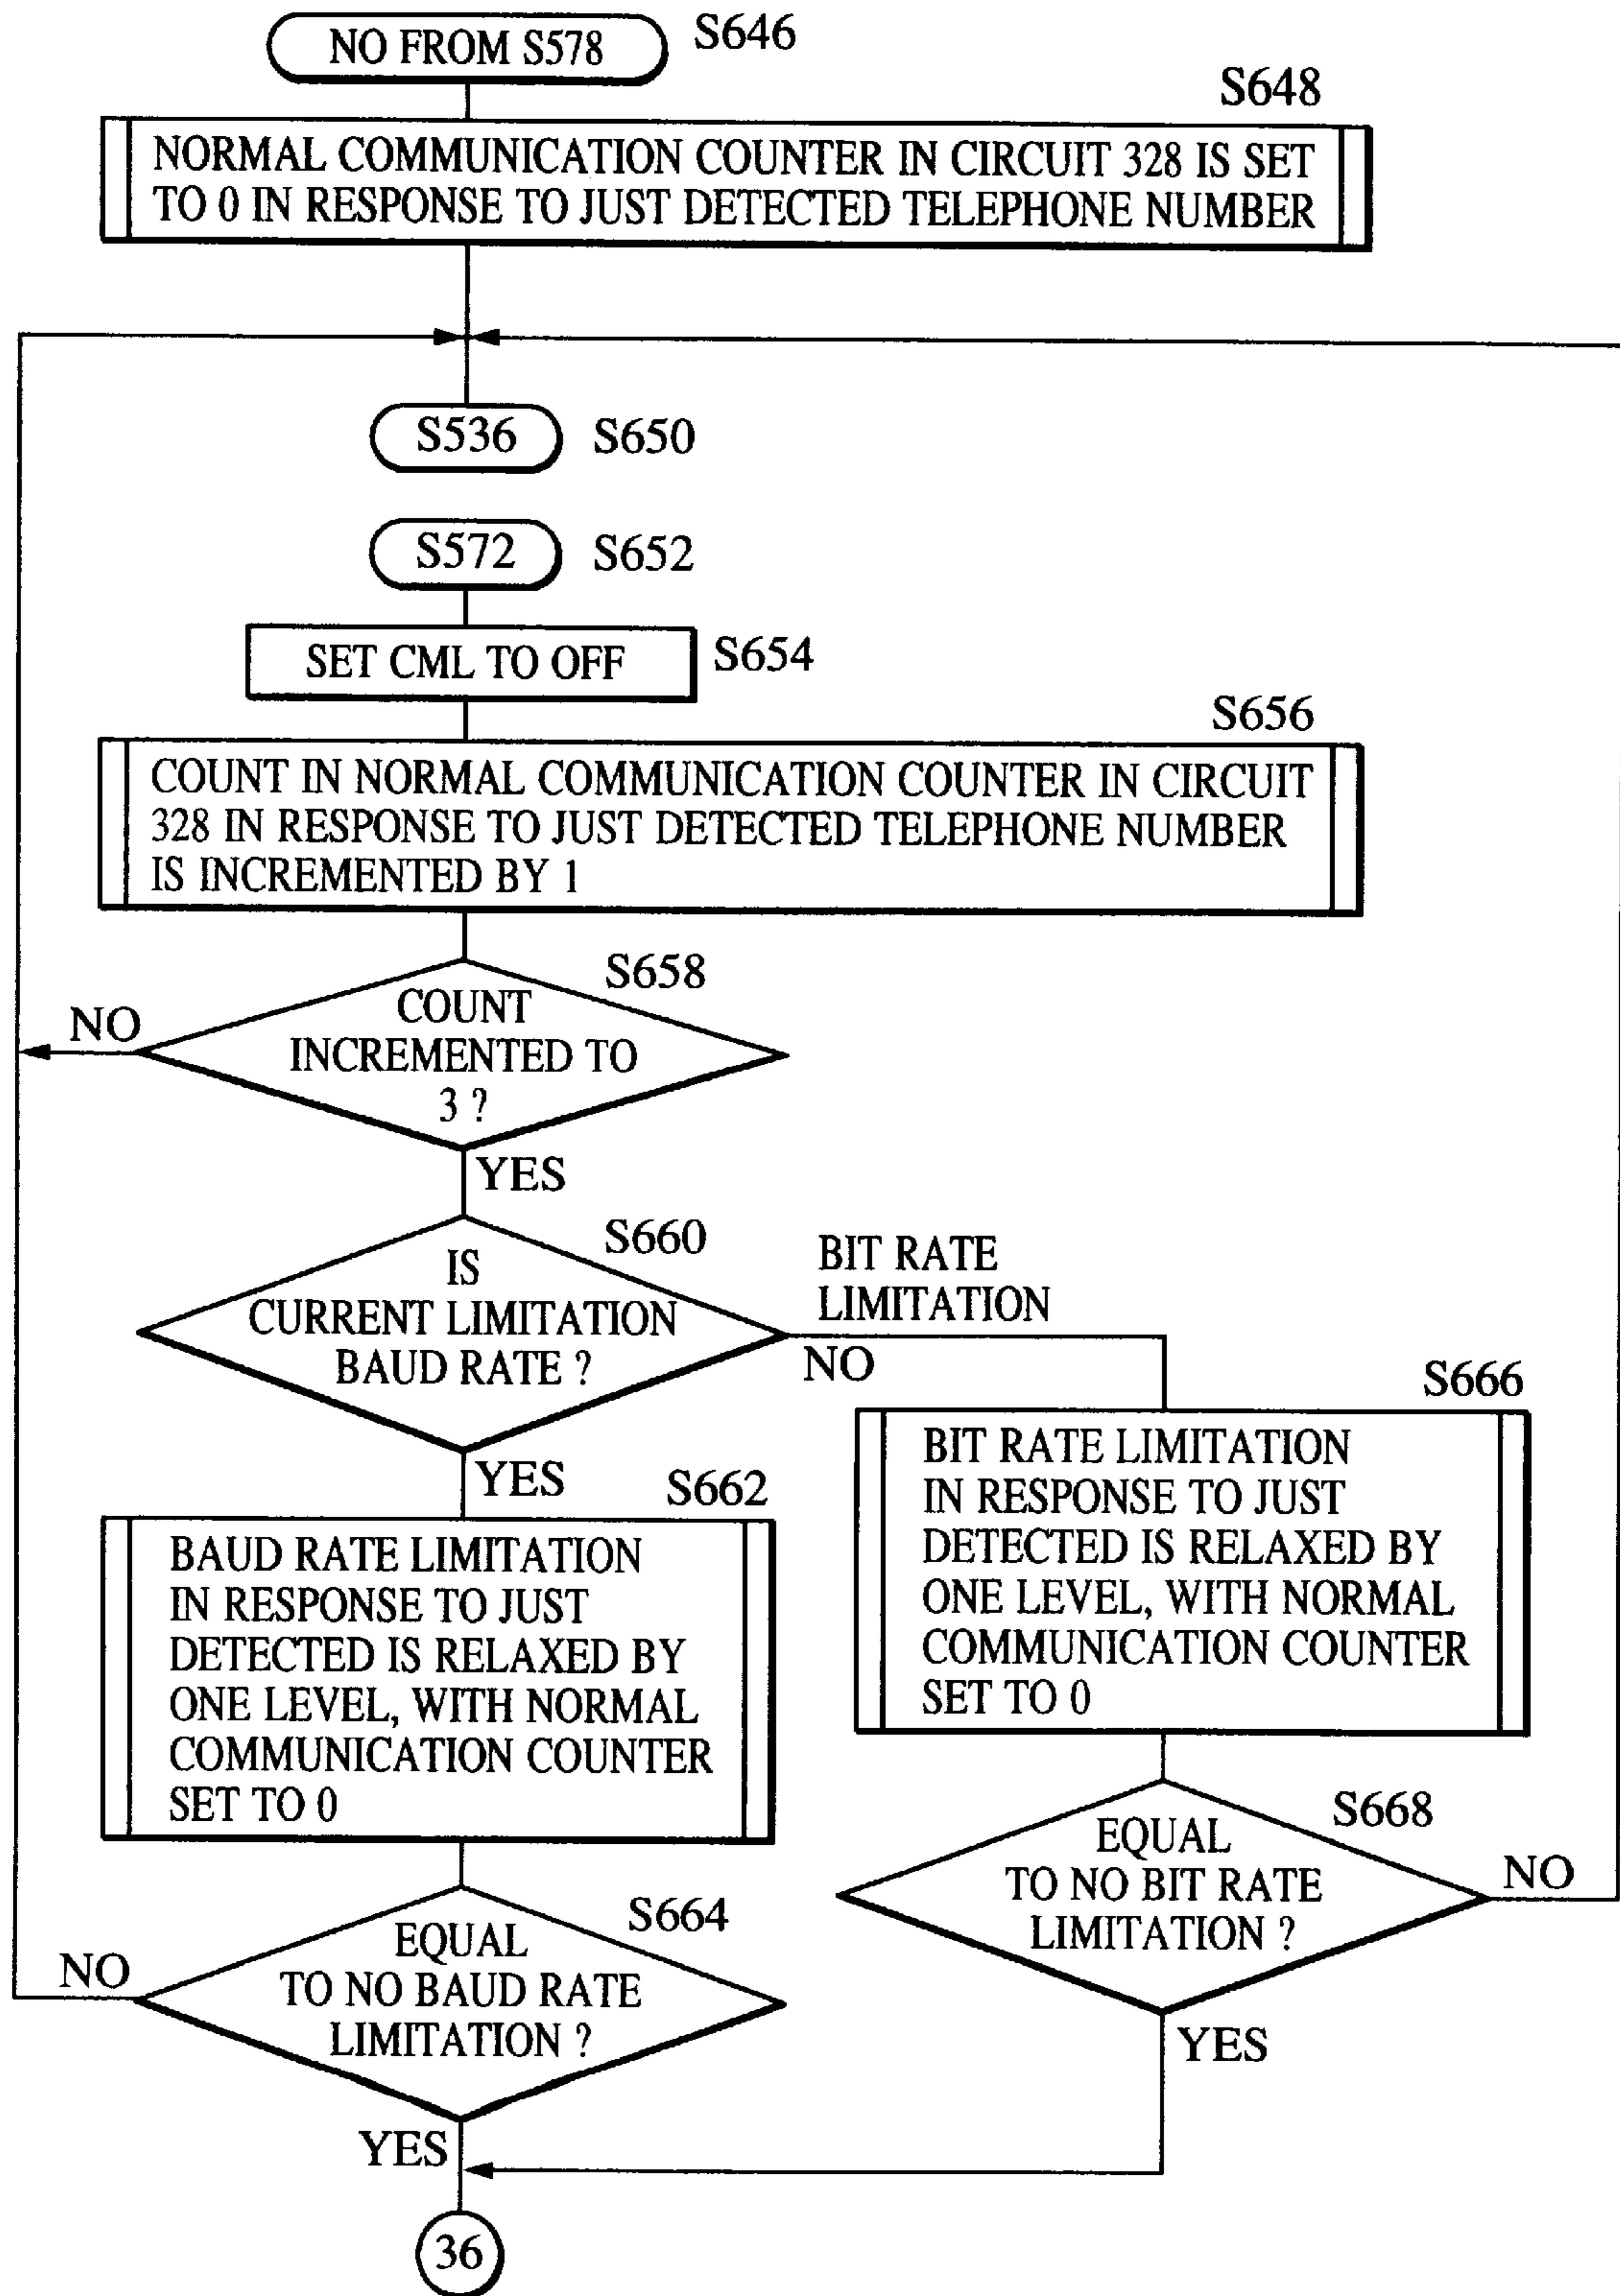 NO FROM S578
S646
S648
NORMAL COMMUNICATION COUNTER IN CIRCUIT 328 IS SET
TO 0 IN RESPONSE TO JUST DETECTED TELEPHONE NUMBER
S536
S650
S572
S652
SET CML TO OFF
S654
S656
COUNT IN NORMAL COMMUNICATION COUNTER IN CIRCUIT
328 IN RESPONSE TO JUST DETECTED TELEPHONE NUMBER
IS INCREMENTED BY 1
S658
COUNT
INCREMENTED TO
3 ?
NO
YES
S660
IS
CURRENT LIMITATION
BAUD RATE ?
BIT RATE
LIMITATION
NO
YES
S662
BAUD RATE LIMITATION
IN RESPONSE TO JUST
DETECTED IS RELAXED BY
ONE LEVEL, WITH NORMAL
COMMUNICATION COUNTER
SET TO 0
S666
BIT RATE LIMITATION
IN RESPONSE TO JUST
DETECTED IS RELAXED BY
ONE LEVEL, WITH NORMAL
COMMUNICATION COUNTER
SET TO 0
S664
EQUAL
TO NO BAUD RATE
LIMITATION ?
NO
YES
S668
EQUAL
TO NO BIT RATE
LIMITATION ?
NO
YES
36